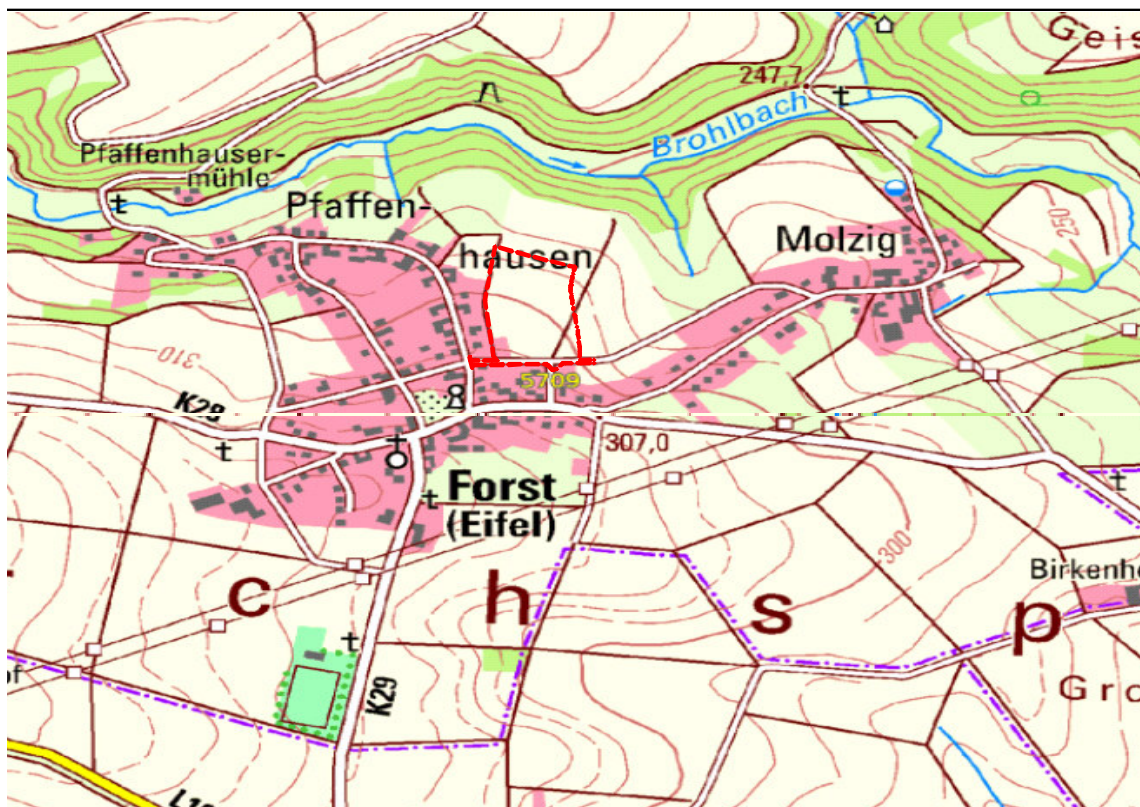 Geis
247,7
Brohlbach
Pfaffenhauser-
mühle
Pfaffen-
hausen
Molzig
250
310
5709
K28
307,0
Forst
(Eifel)
300
Birkenh
c h s p
K29
Gro
of